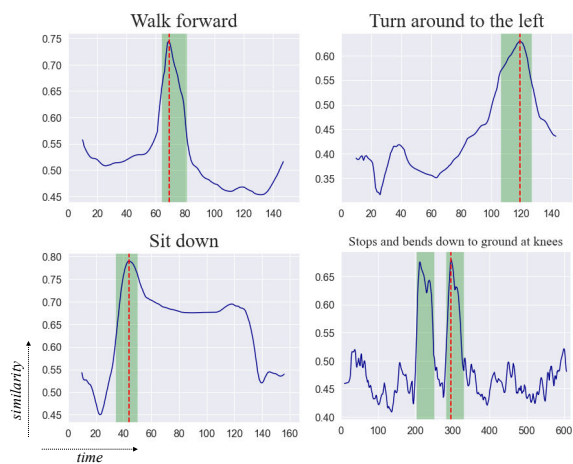 Walk forward
0.75
0.70
0.65
0.60
0.55
0.50
0.45
0 20 40 60 80 100 120 140 160
Turn around to the left
0.60
0.55
0.50
0.45
0.40
0.35
0 20 40 60 80 100 120 140
Sit down
0.80
0.75
0.70
0.65
0.60
0.55
0.50
0.45
0 20 40 60 80 100 120 140 160
Stops and bends down to ground at knees
0.65
0.60
0.55
0.50
0.45
0.40
0 100 200 300 400 500 600
similarity
time